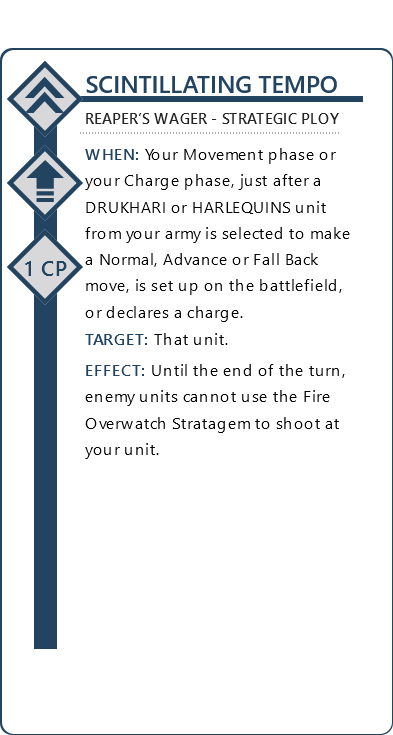 SCINTILLATING TEMPO
REAPER'S WAGER - STRATEGIC PLOY
WHEN: Your Movement phase or
your Charge phase, just after a
DRUKHARI or HARLEQUINS unit
from your army is selected to make
a Normal, Advance or Fall Back
move, is set up on the battlefield,
or declares a charge.
1 CP
TARGET: That unit.
EFFECT: Until the end of the turn,
enemy units cannot use the Fire
Overwatch Stratagem to shoot at
your unit.